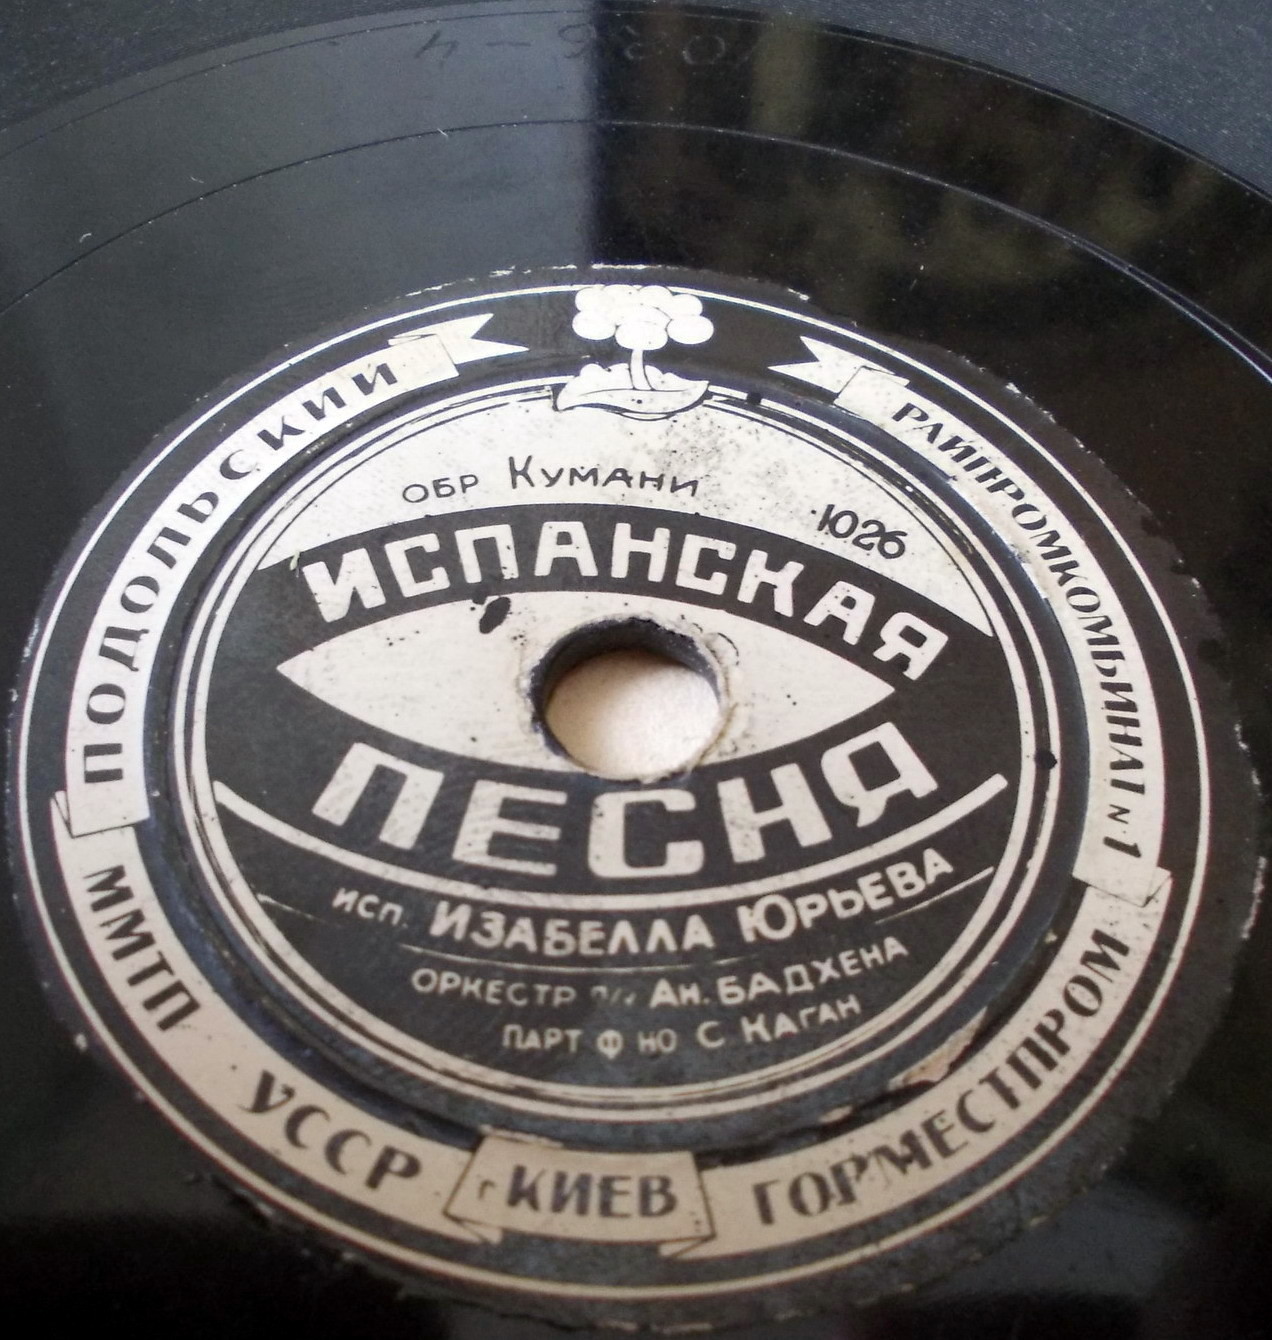 ПОДОЛЬСКИЙ
РАЙПРОМКОМБИНАТ №1
ОБР КУМАНИ
1026
ИСПАНСКАЯ
ПЕСНЯ
ИСП. ИЗАБЕЛЛА ЮРЬЕВА
ОРКЕСТР П/У АН. БАДХЕНА
ПАРТ Ф НО С КАГАН
ММТП УССР Г КИЕВ ГОРМЕСТПРОМ